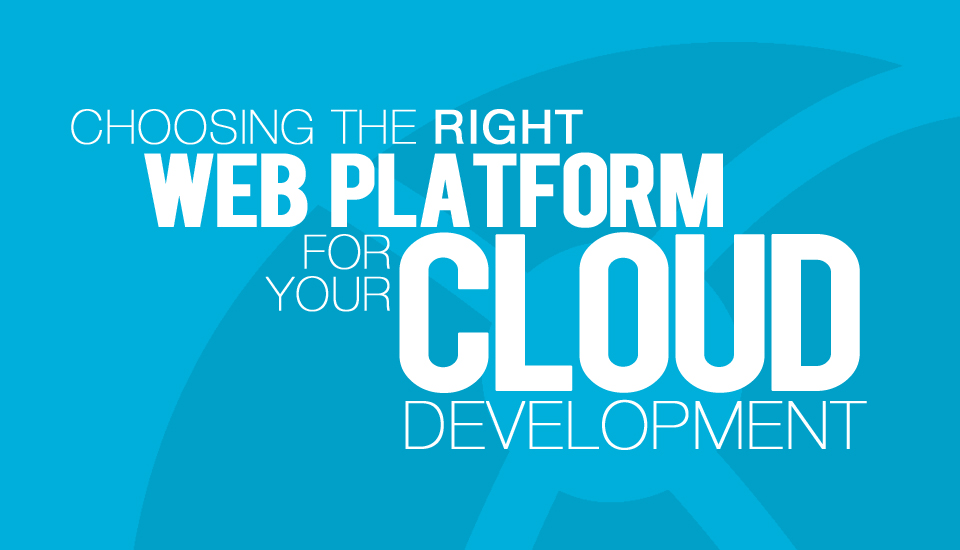 CHOOSING THE RIGHT
WEB PLATFORM
FOR
YOUR
CLOUD
DEVELOPMENT